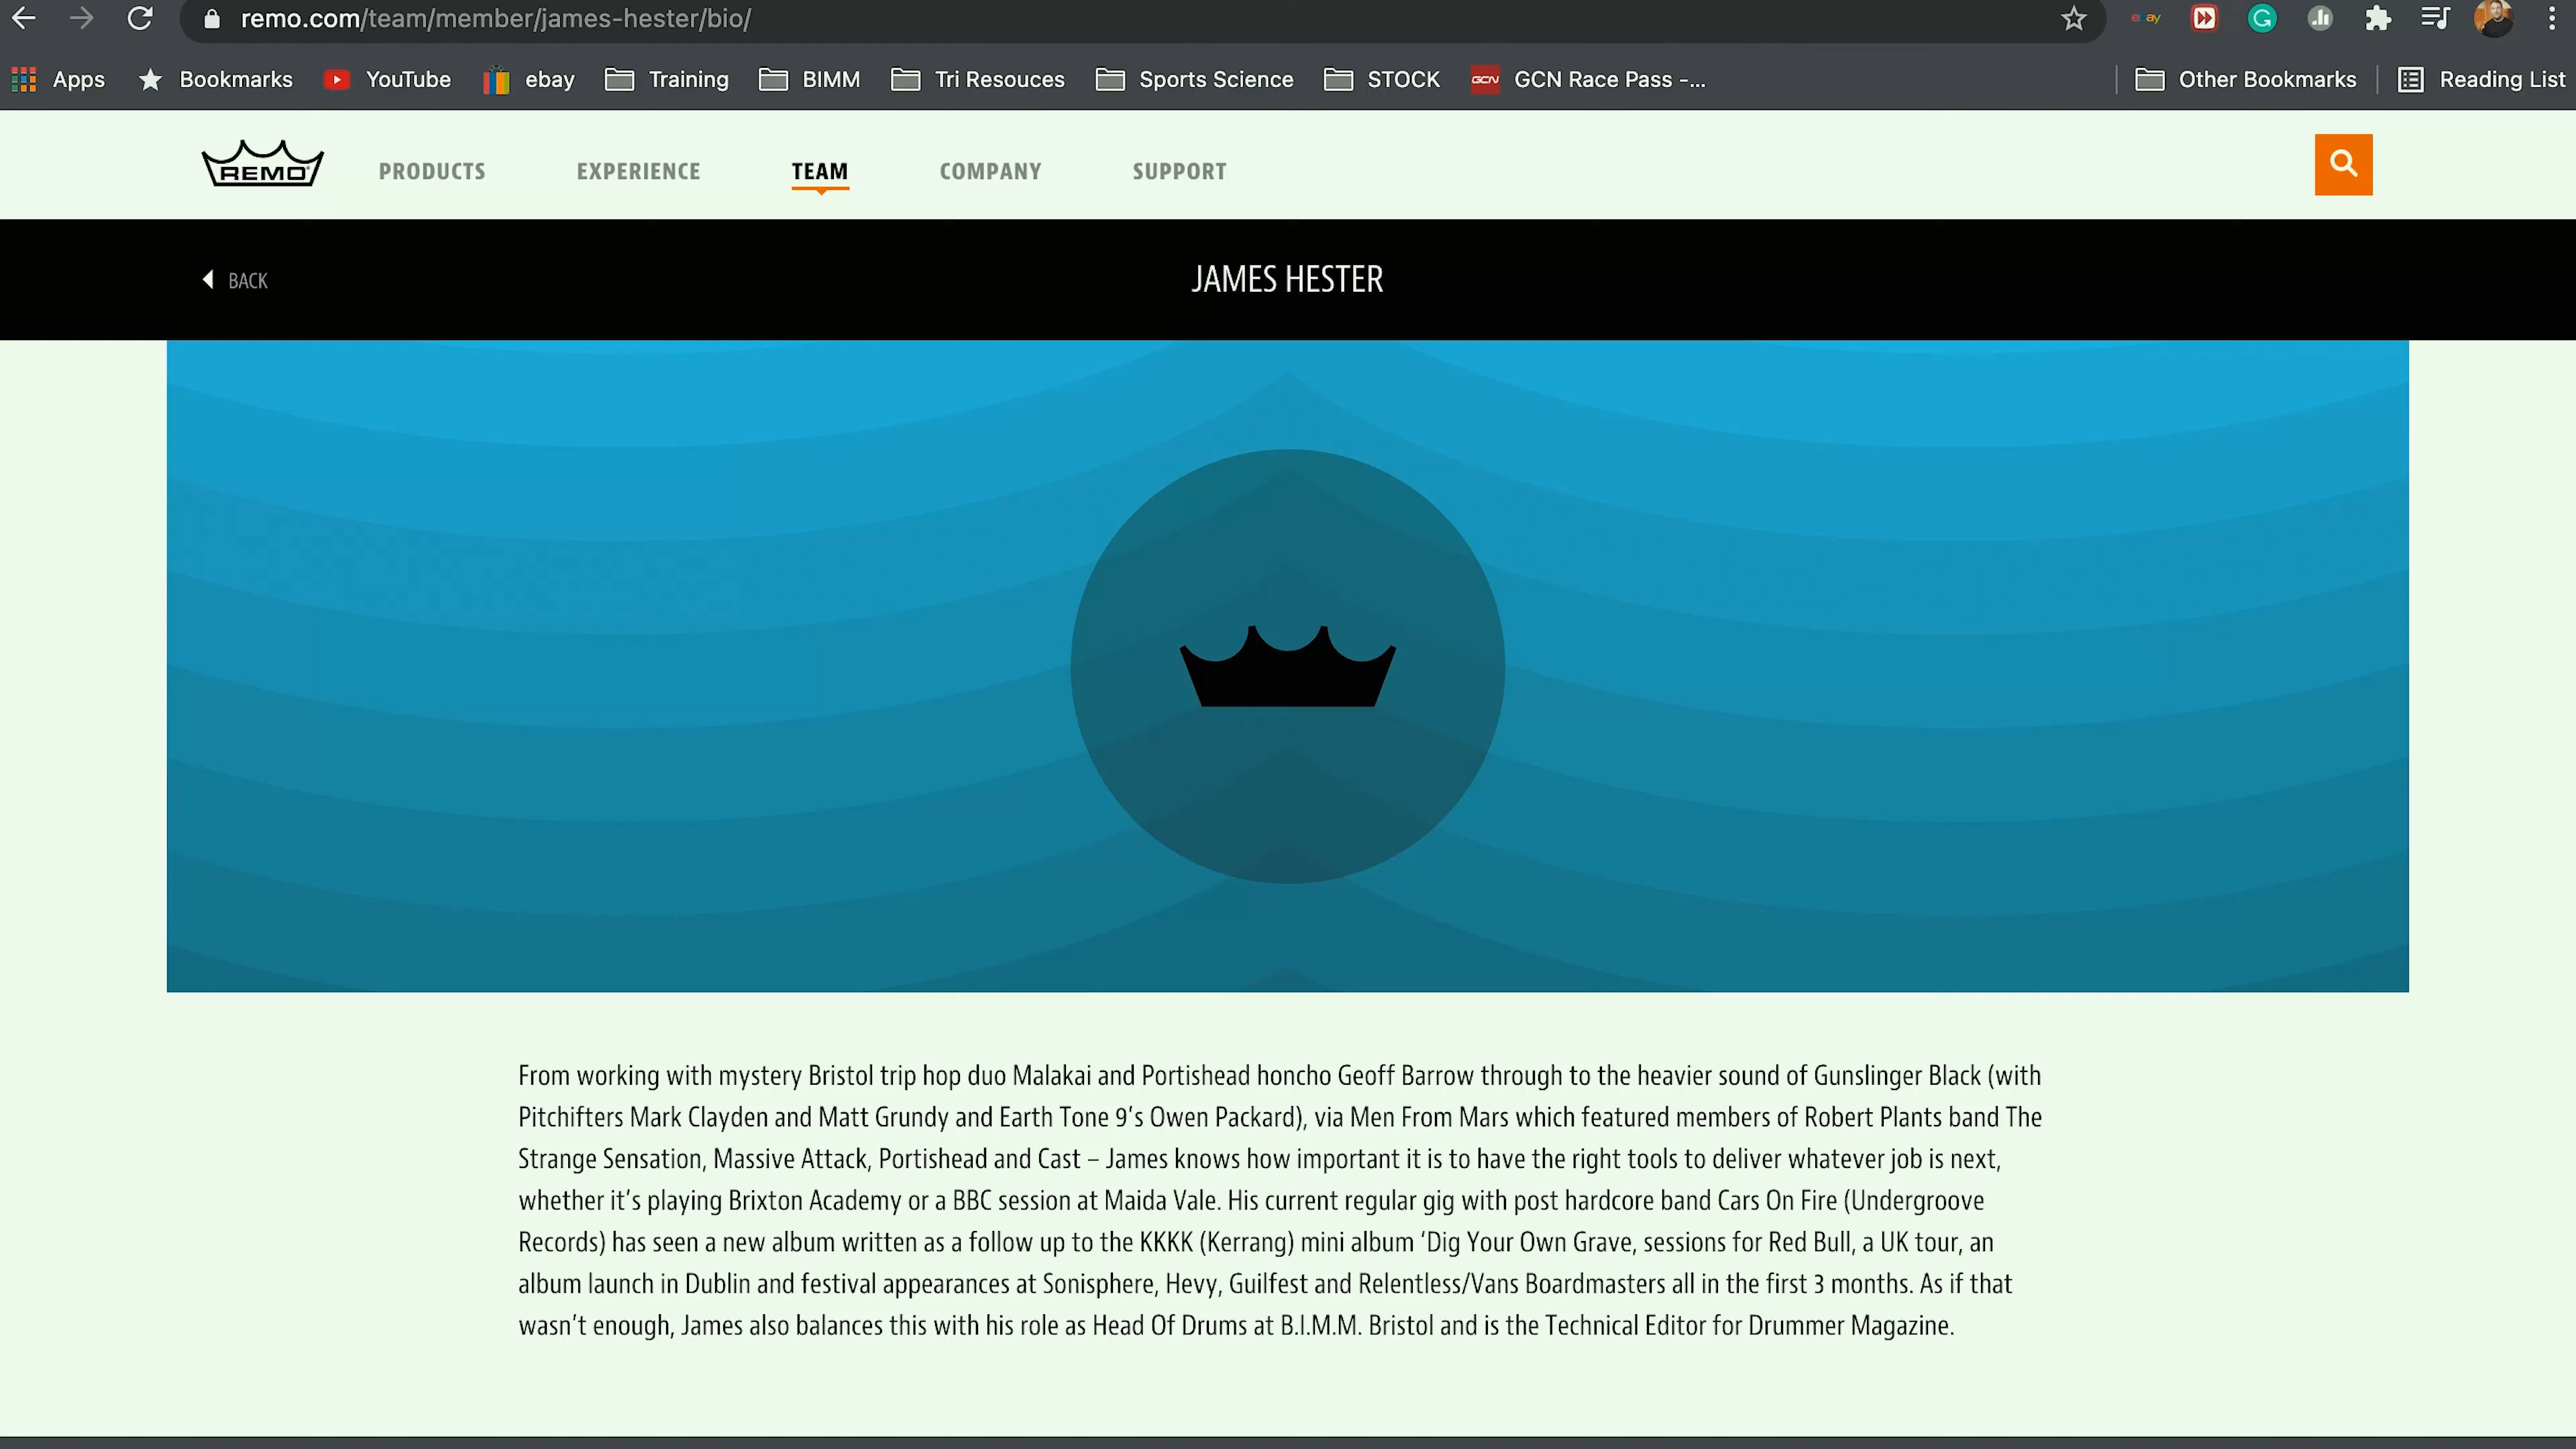 remo.com/team/member/james-hester/bio/
Apps Bookmarks YouTube ebay Training BIMM Tri Resouces Sports Science STOCK GCN GCN Race Pass -... Other Bookmarks Reading List
REMO PRODUCTS EXPERIENCE TEAM COMPANY SUPPORT
BACK JAMES HESTER
From working with mystery Bristol trip hop duo Malakai and Portishead honcho Geoff Barrow through to the heavier sound of Gunslinger Black (with
Pitchifters Mark Clayden and Matt Grundy and Earth Tone 9's Owen Packard), via Men From Mars which featured members of Robert Plants band The
Strange Sensation, Massive Attack, Portishead and Cast – James knows how important it is to have the right tools to deliver whatever job is next,
whether it's playing Brixton Academy or a BBC session at Maida Vale. His current regular gig with post hardcore band Cars On Fire (Undergroove
Records) has seen a new album written as a follow up to the KKKK (Kerrang) mini album ‘Dig Your Own Grave, sessions for Red Bull, a UK tour, an
album launch in Dublin and festival appearances at Sonisphere, Hevy, Guilfest and Relentless/Vans Boardmasters all in the first 3 months. As if that
wasn't enough, James also balances this with his role as Head Of Drums at B.I.M.M. Bristol and is the Technical Editor for Drummer Magazine.